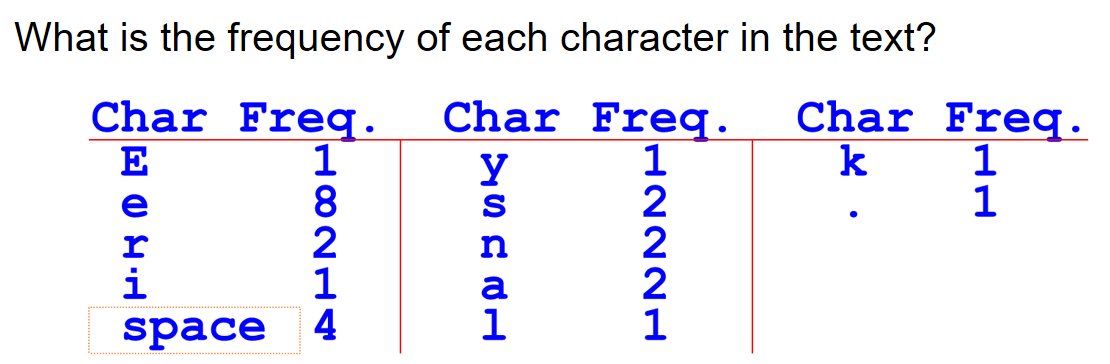 What is the frequency of each character in the text?
Char Freq. Char Freq. Char Freq.
E 1 y 1 k 1
e 8 s 2 . 1
r 2 n 2
i 1 a 2
space 4 l 1